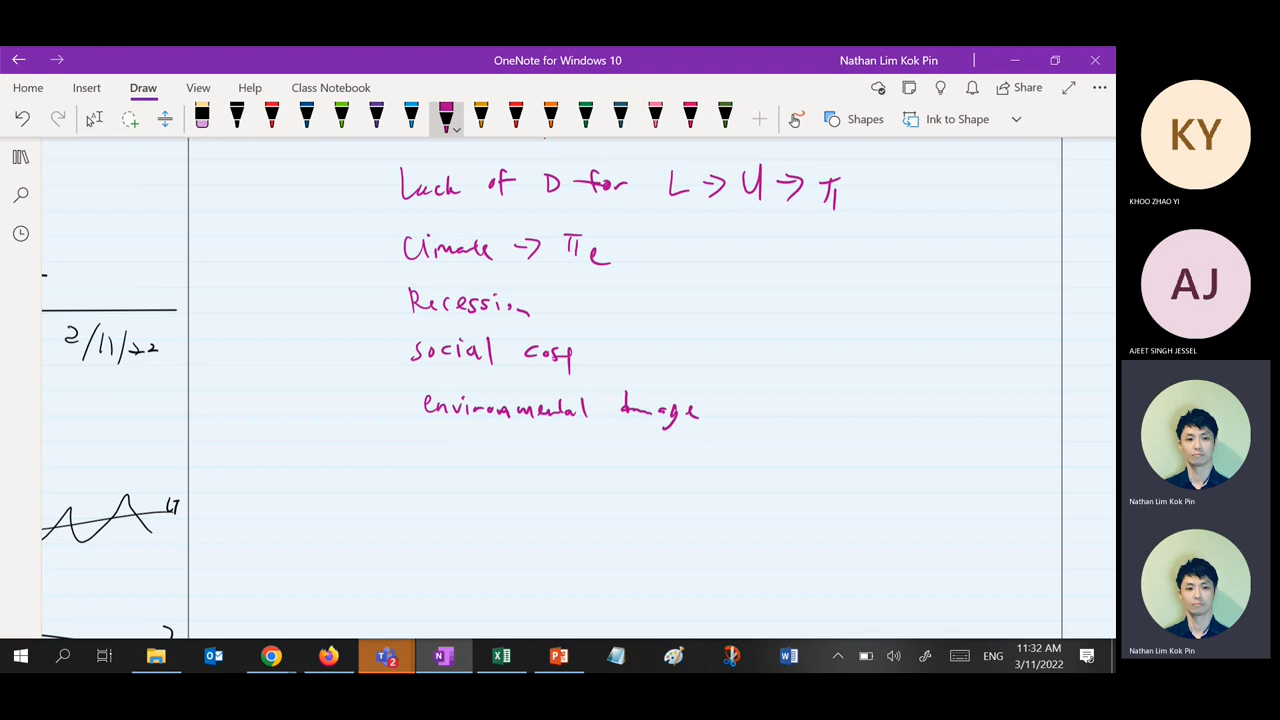 OneNote for Windows 10
Nathan Lim Kok Pin
Home Insert Draw View Help Class Notebook Share
Shapes Ink to Shape
Lack of D for L → U → π
Climate → πe
Recession
social cost
environmental damage
2/11/22
LT
KY
KHOO ZHAO YI
AJ
AJEET SINGH JESSEL
Nathan Lim Kok Pin
Nathan Lim Kok Pin
2
ENG
11:32 AM
3/11/2022